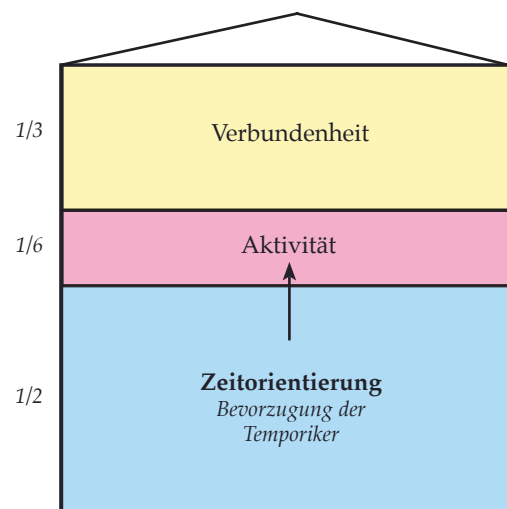 1/3
Verbundenheit
1/6
Aktivität
1/2
Zeitorientierung
Bevorzugung der
Temporiker